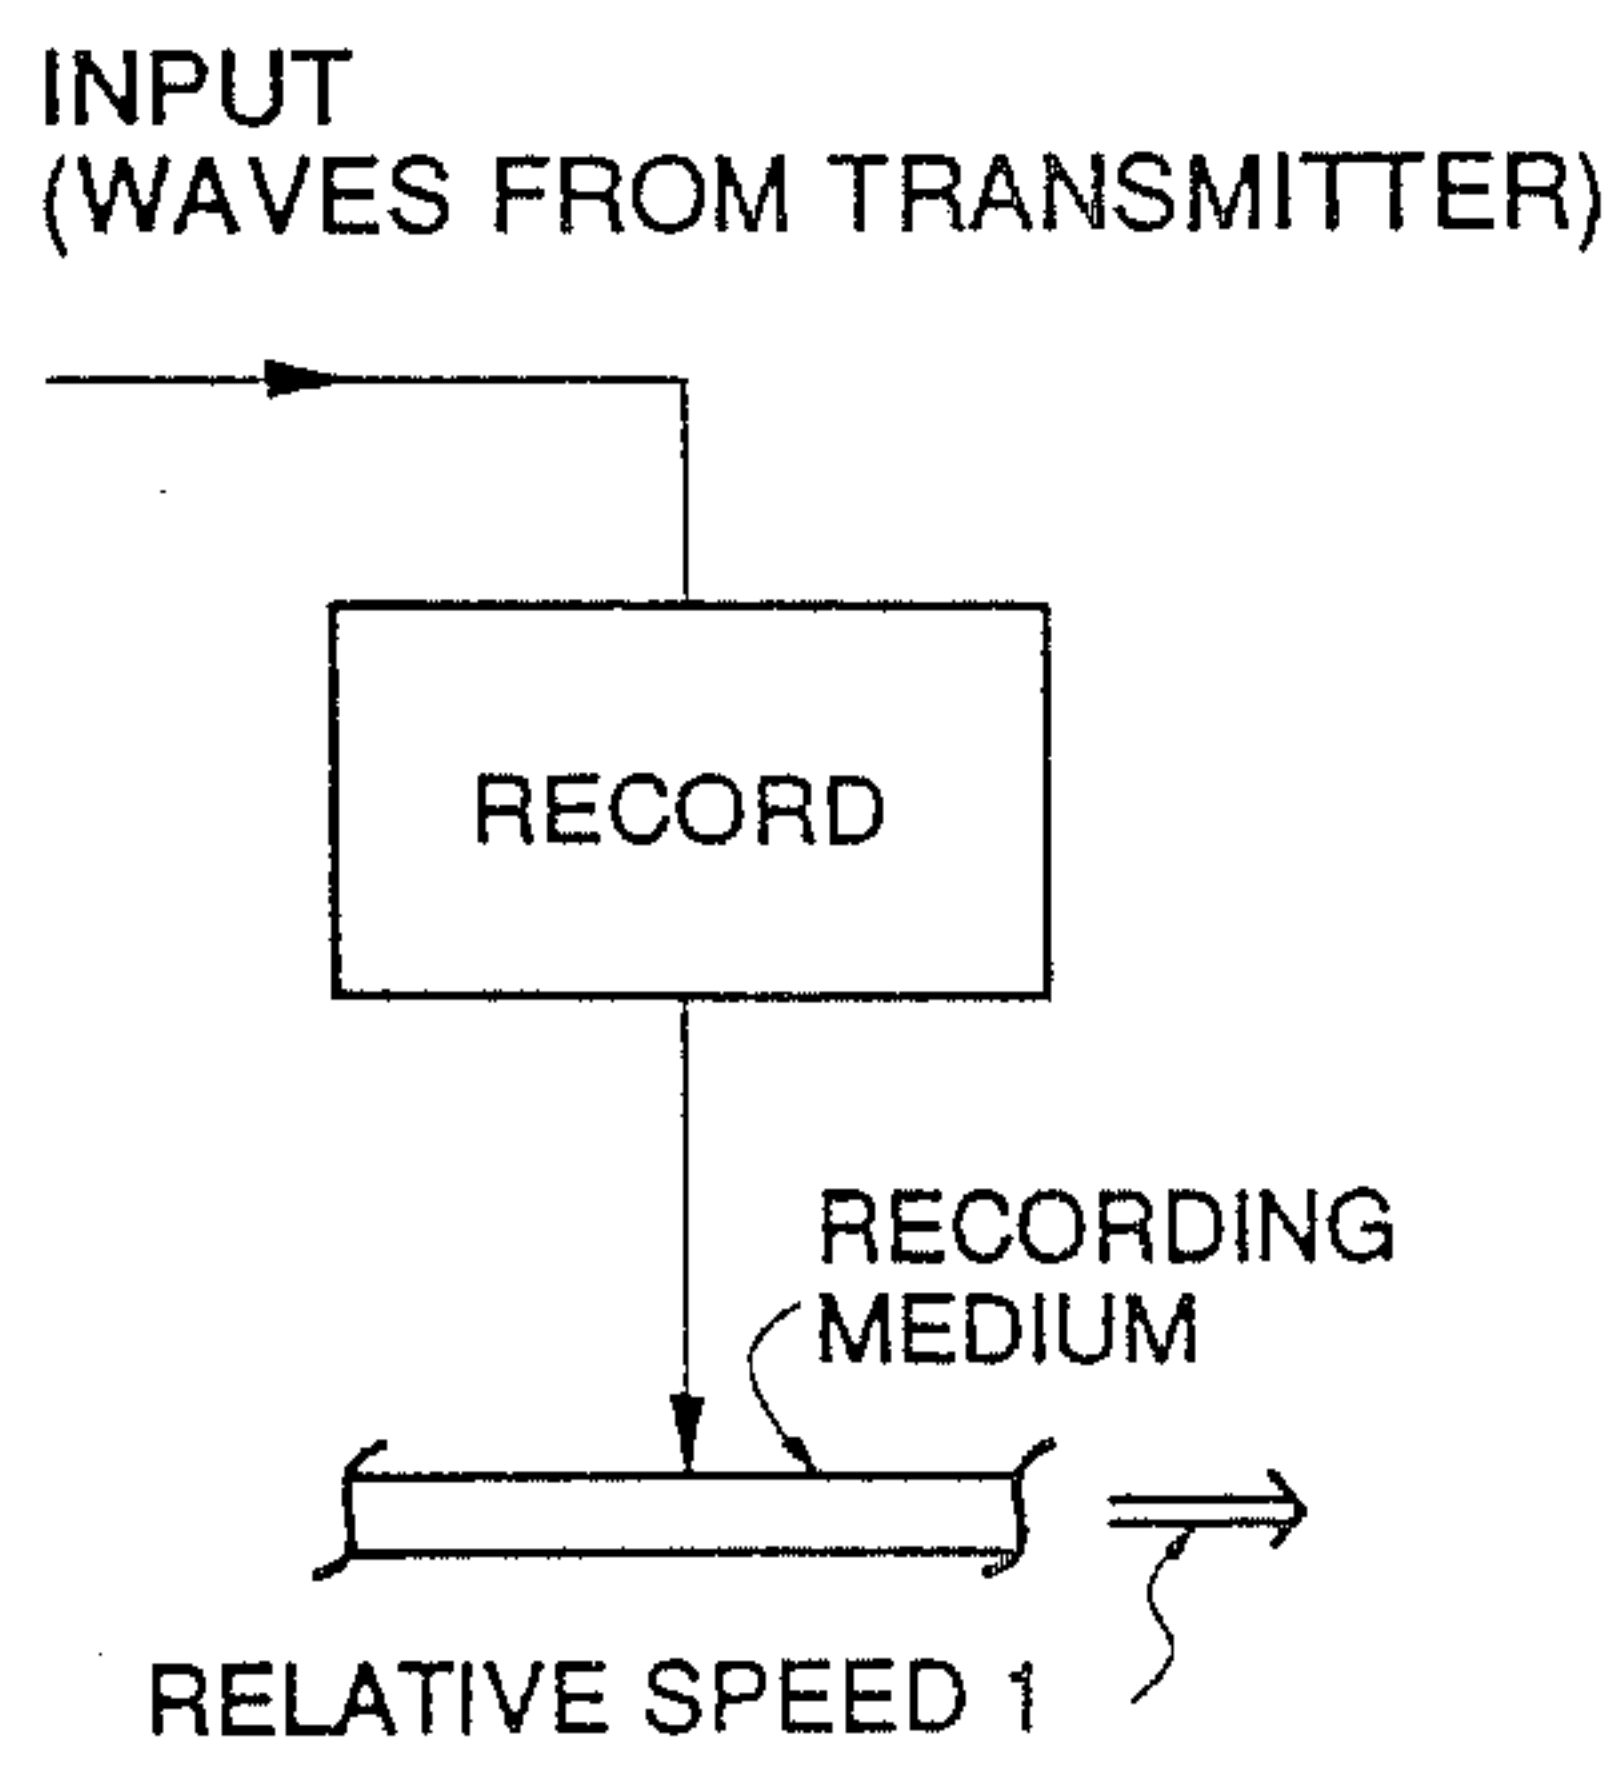 INPUT
(WAVES FROM TRANSMITTER)
RECORD
RECORDING
MEDIUM
RELATIVE SPEED 1